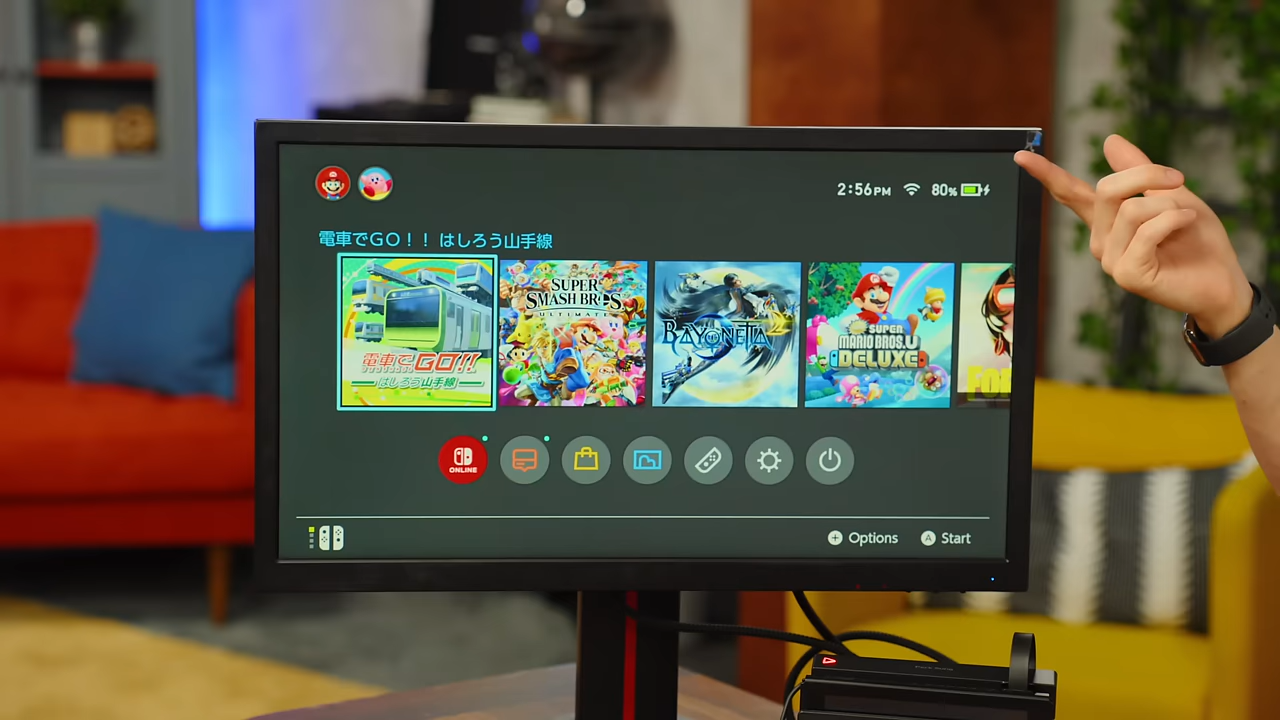 2:56 PM
80%
電車でGO！！ はしろう山手線
電車でGO!!
はしろう山手線
SUPER
SMASH BROS.
ULTIMATE
BAYONETTA 2
SUPER
MARIO BROS. U
DELUXE
ONLINE
Options
Start